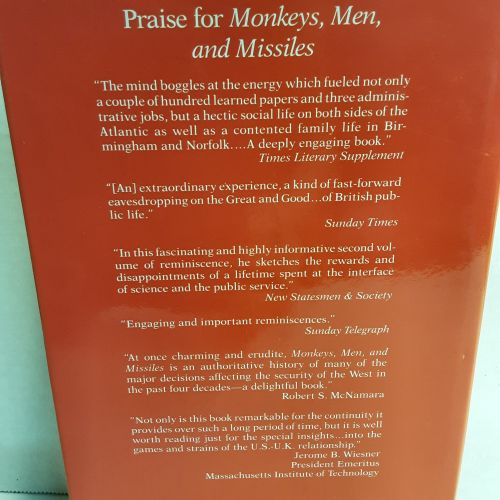 Praise for Monkeys, Men,
and Missiles
“The mind boggles at the energy which fueled not only
a couple of hundred learned papers and three adminis-
trative jobs, but a hectic social life on both sides of the
Atlantic as well as a contented family life in Bir-
mingham and Norfolk....A deeply engaging book.”
Times Literary Supplement
“[An] extraordinary experience, a kind of fast-forward
eavesdropping on the Great and Good...of British pub-
lic life.”
Sunday Times
“In this fascinating and highly informative second vol-
ume of reminiscence, he sketches the rewards and
disappointments of a lifetime spent at the interface
of science and the public service.”
New Statesmen & Society
“Engaging and important reminiscences.”
Sunday Telegraph
“At once charming and erudite, Monkeys, Men, and
Missiles is an authoritative history of many of the
major decisions affecting the security of the West in
the past four decades—a delightful book.”
Robert S. McNamara
“Not only is this book remarkable for the continuity it
provides over such a long period of time, but it is well
worth reading just for the special insights...into the
games and strains of the U.S.-U.K. relationship.”
Jerome B. Wiesner
President Emeritus
Massachusetts Institute of Technology